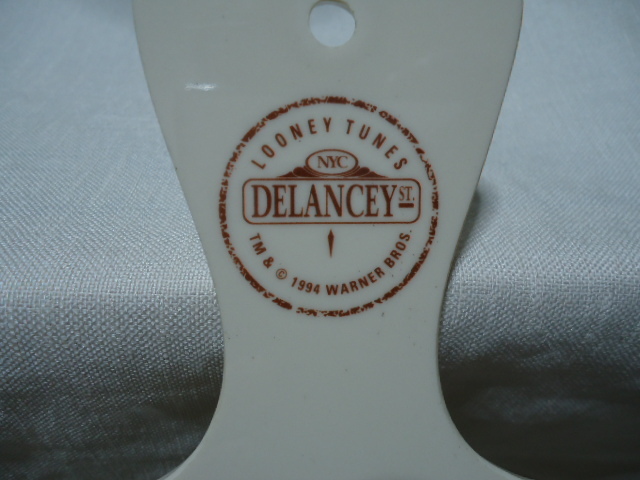 LOONEY TUNES
NYC
DELANCEY ST.
TM & © 1994 WARNER BROS.